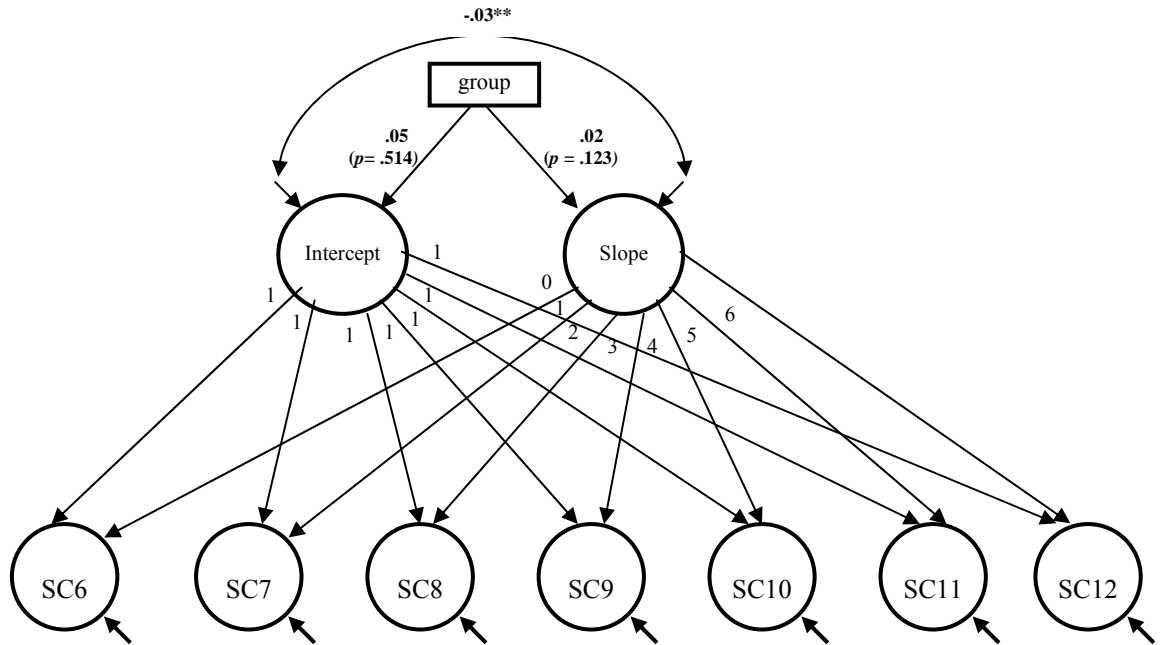 -.03**
group
.05 .02
(p= .514) (p = .123)
Intercept Slope
1
0
1 1 1
1 6
1 1 1 2 3 4 5
SC6 SC7 SC8 SC9 SC10 SC11 SC12